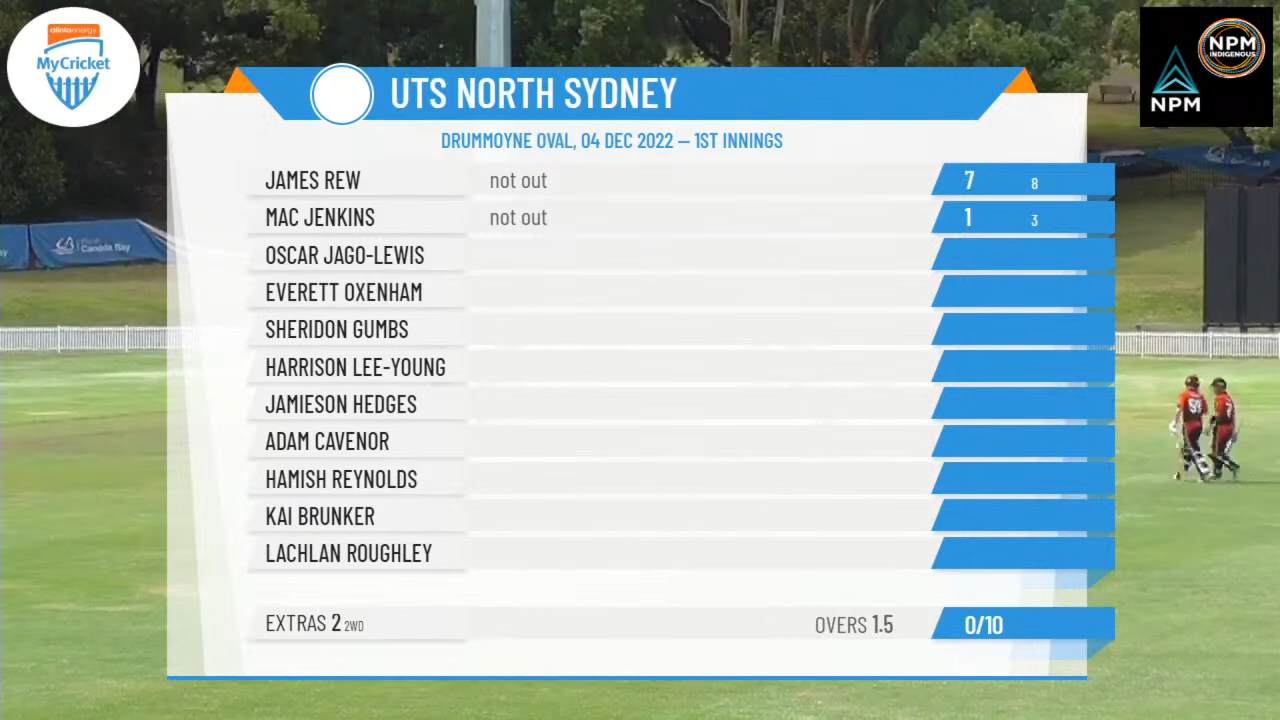 alintaenergy
MyCricket
NPM
INDIGENOUS
NPM
UTS NORTH SYDNEY
DRUMMOYNE OVAL, 04 DEC 2022 – 1ST INNINGS
JAMES REW not out 7 8
MAC JENKINS not out 1 3
OSCAR JAGO-LEWIS
EVERETT OXENHAM
SHERIDON GUMBS
HARRISON LEE-YOUNG
JAMIESON HEDGES
ADAM CAVENOR
HAMISH REYNOLDS
KAI BRUNKER
LACHLAN ROUGHLEY
EXTRAS 2 2WD OVERS 1.5 0/10
Canada Bay